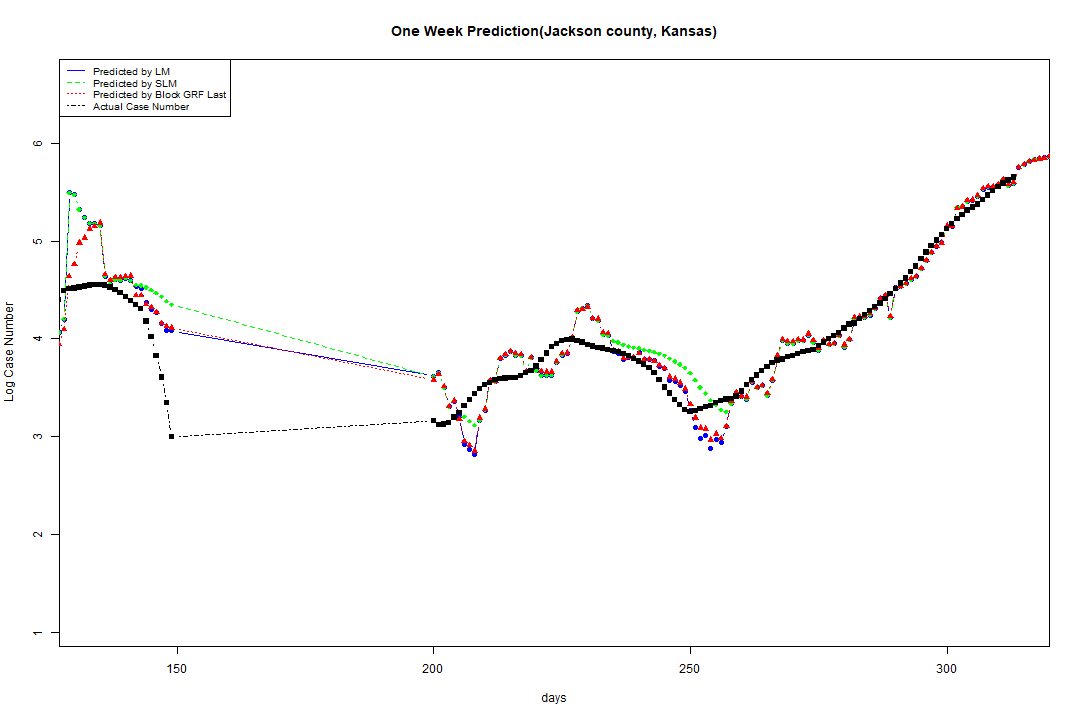 One Week Prediction(Jackson county, Kansas)
Predicted by LM
Predicted by SLM
Predicted by Block GRF Last
Actual Case Number
Log Case Number
6
5
4
3
2
1
150 200 250 300
days